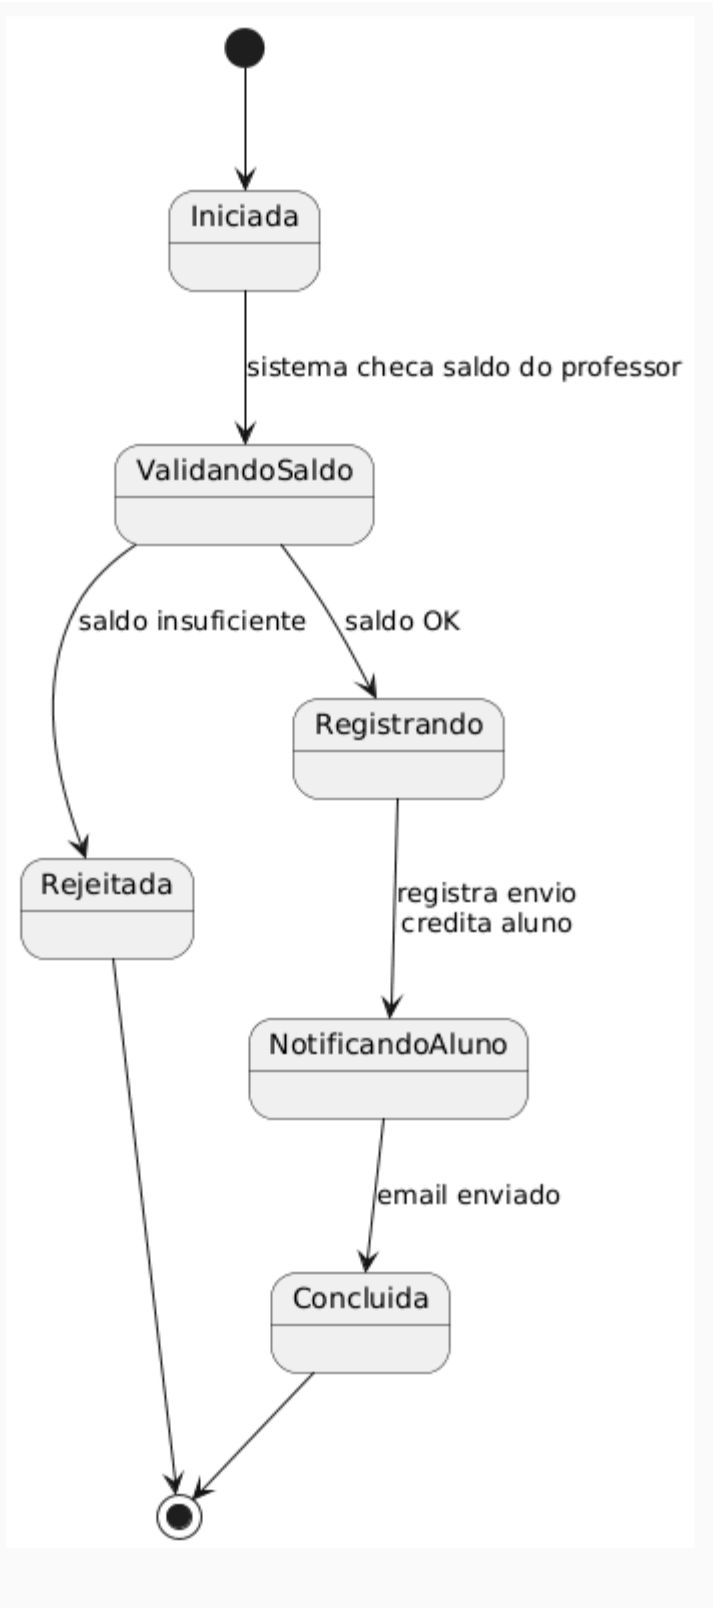 Iniciada
sistema checa saldo do professor
ValidandoSaldo
saldo insuficiente
saldo OK
Registrando
Rejeitada
registra envio
credita aluno
NotificandoAluno
email enviado
Concluida